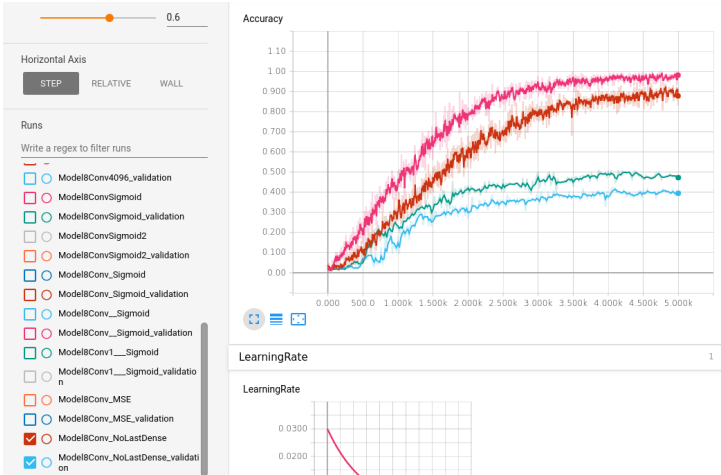 0.6
Horizontal Axis
STEP RELATIVE WALL
Runs
Write a regex to filter runs
Model8Conv4096_validation
Model8ConvSigmoid
Model8ConvSigmoid_validation
Model8ConvSigmoid2
Model8ConvSigmoid2_validation
Model8Conv_Sigmoid
Model8Conv_Sigmoid_validation
Model8Conv__Sigmoid
Model8Conv__Sigmoid_validation
Model8Conv1___Sigmoid
Model8Conv1___Sigmoid_validatio
n
Model8Conv_MSE
Model8Conv_MSE_validation
Model8Conv_NoLastDense
Model8Conv_NoLastDense_validati
on
Accuracy
1.10
1.00
0.900
0.800
0.700
0.600
0.500
0.400
0.300
0.200
0.100
0.00
0.000 500.0 1.000k 1.500k 2.000k 2.500k 3.000k 3.500k 4.000k 4.500k 5.000k
LearningRate 1
LearningRate
0.0300
0.0200